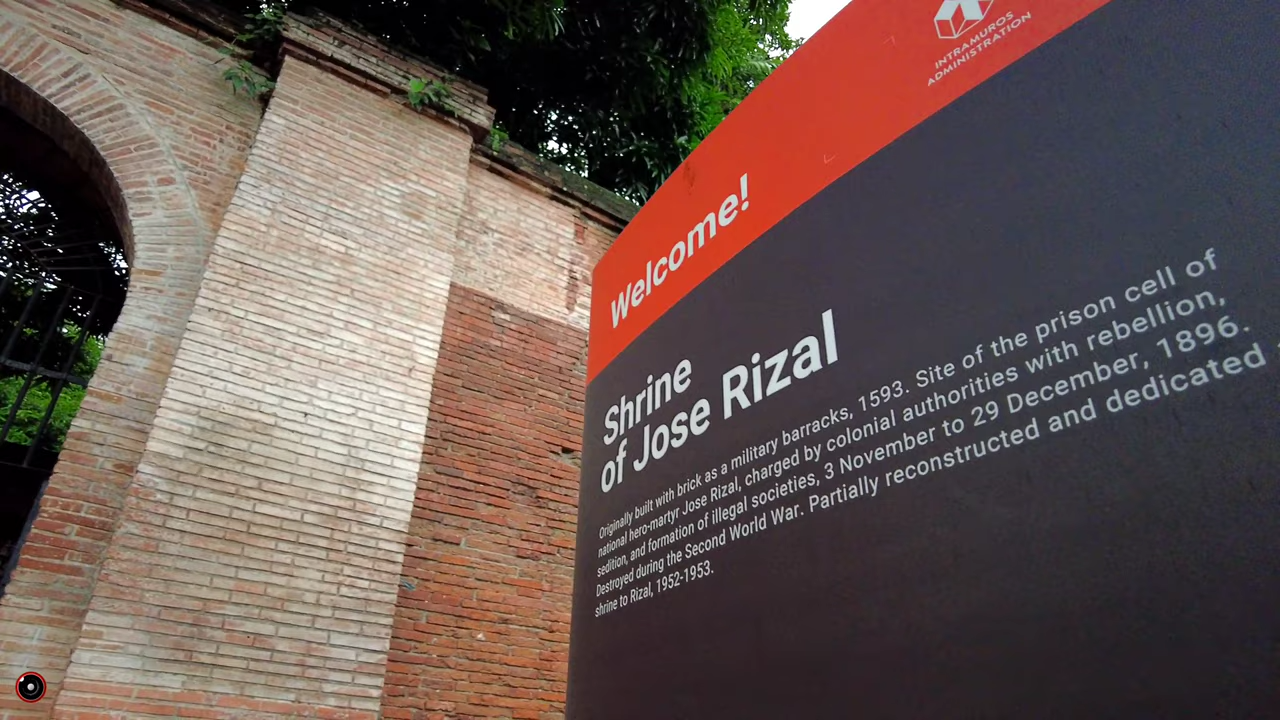 INTRAMUROS
ADMINISTRATION
Welcome!
Shrine
of Jose Rizal
Originally built with brick as a military barracks, 1593. Site of the prison cell of
national hero-martyr Jose Rizal, charged by colonial authorities with rebellion,
sedition, and formation of illegal societies, 3 November to 29 December, 1896.
Destroyed during the Second World War. Partially reconstructed and dedicated
shrine to Rizal, 1952-1953.